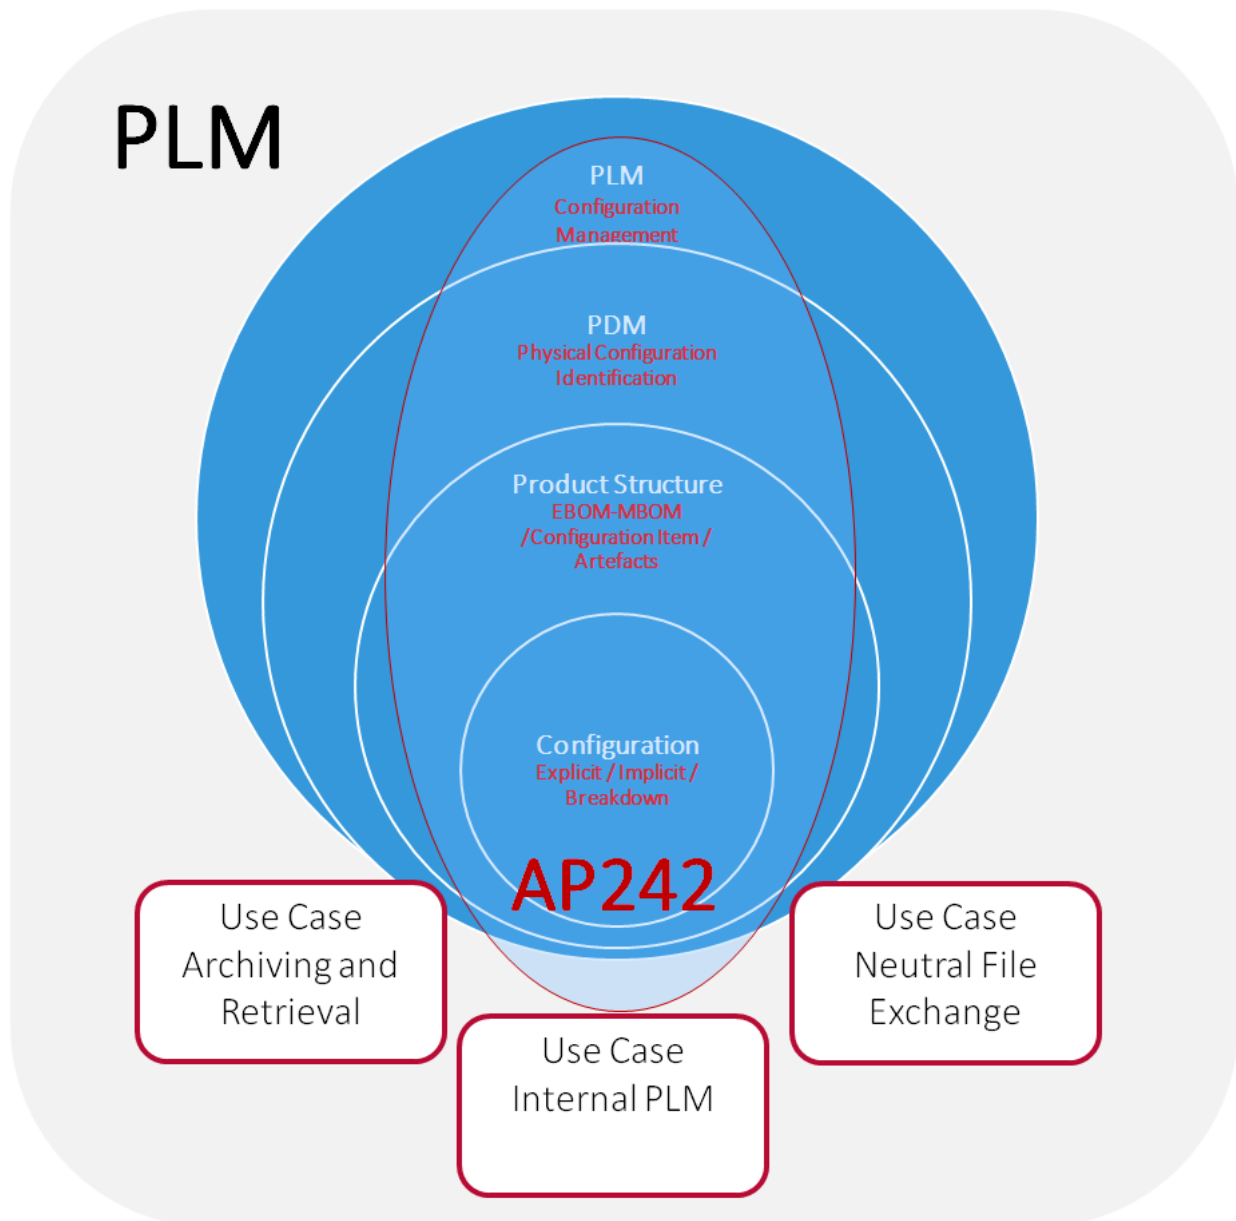 PLM
PLM
Configuration
Management
PDM
Physical Configuration
Identification
Product Structure
EBOM-MBOM
/Configuration Item /
Artefacts
Configuration
Explicit / Implicit /
Breakdown
AP242
Use Case
Archiving and
Retrieval
Use Case
Internal PLM
Use Case
Neutral File
Exchange